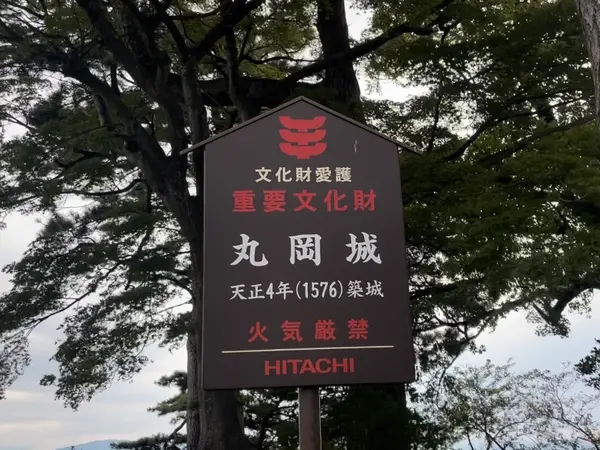 文化財愛護
重要文化財
丸岡城
天正4年(1576)築城
火気厳禁
HITACHI